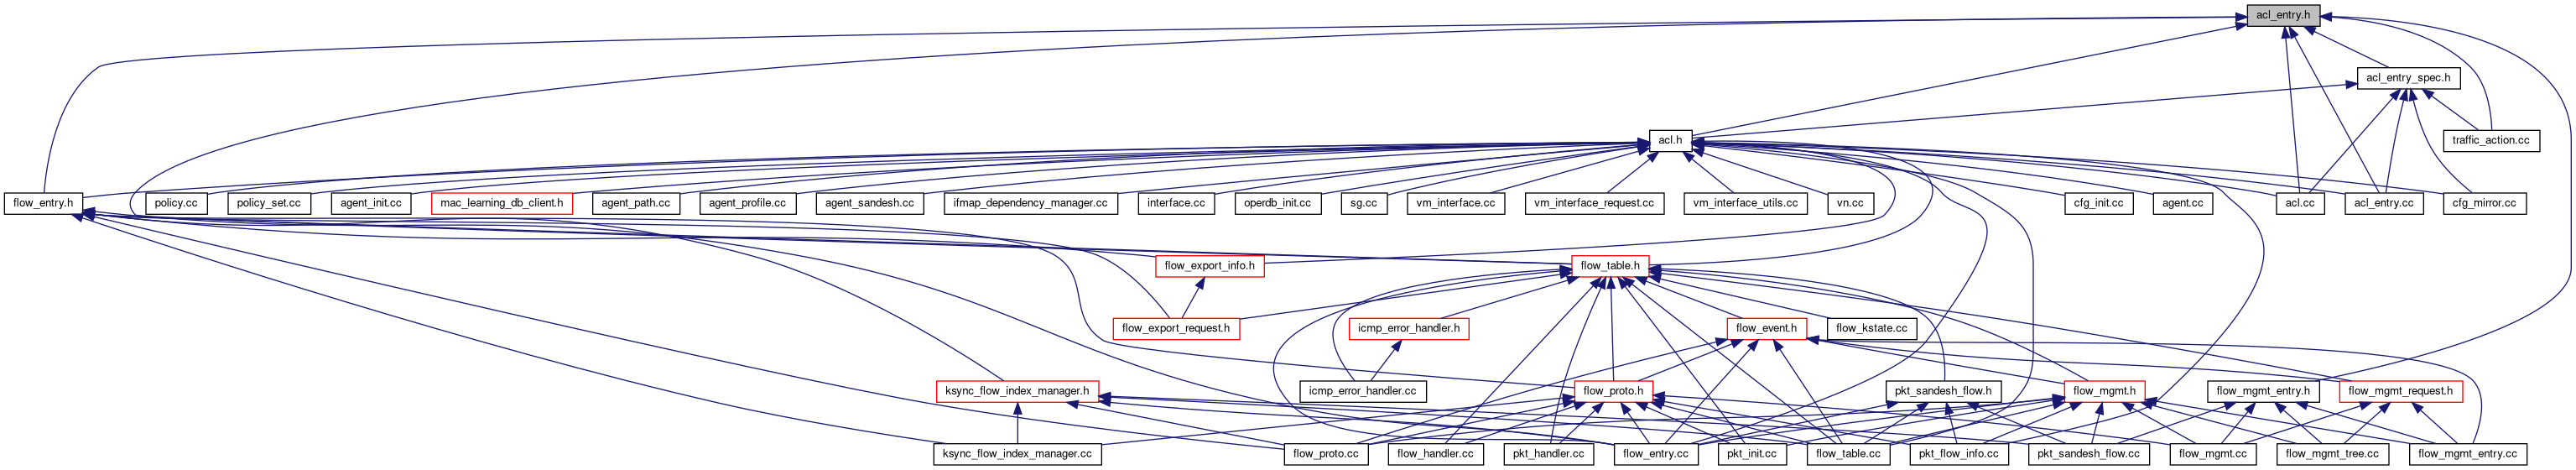 acl_entry.h
acl_entry_spec.h
acl.h
traffic_action.cc
flow_entry.h
policy.cc
policy_set.cc
agent_init.cc
mac_learning_db_client.h
agent_path.cc
agent_profile.cc
agent_sandesh.cc
ifmap_dependency_manager.cc
interface.cc
operdb_init.cc
sg.cc
vm_interface.cc
vm_interface_request.cc
vm_interface_utils.cc
vn.cc
cfg_init.cc
agent.cc
acl.cc
acl_entry.cc
cfg_mirror.cc
flow_export_info.h
flow_table.h
flow_export_request.h
icmp_error_handler.h
flow_event.h
flow_kstate.cc
ksync_flow_index_manager.h
icmp_error_handler.cc
flow_proto.h
pkt_sandesh_flow.h
flow_mgmt.h
flow_mgmt_entry.h
flow_mgmt_request.h
ksync_flow_index_manager.cc
flow_proto.cc
flow_handler.cc
pkt_handler.cc
flow_entry.cc
pkt_init.cc
flow_table.cc
pkt_flow_info.cc
pkt_sandesh_flow.cc
flow_mgmt.cc
flow_mgmt_tree.cc
flow_mgmt_entry.cc